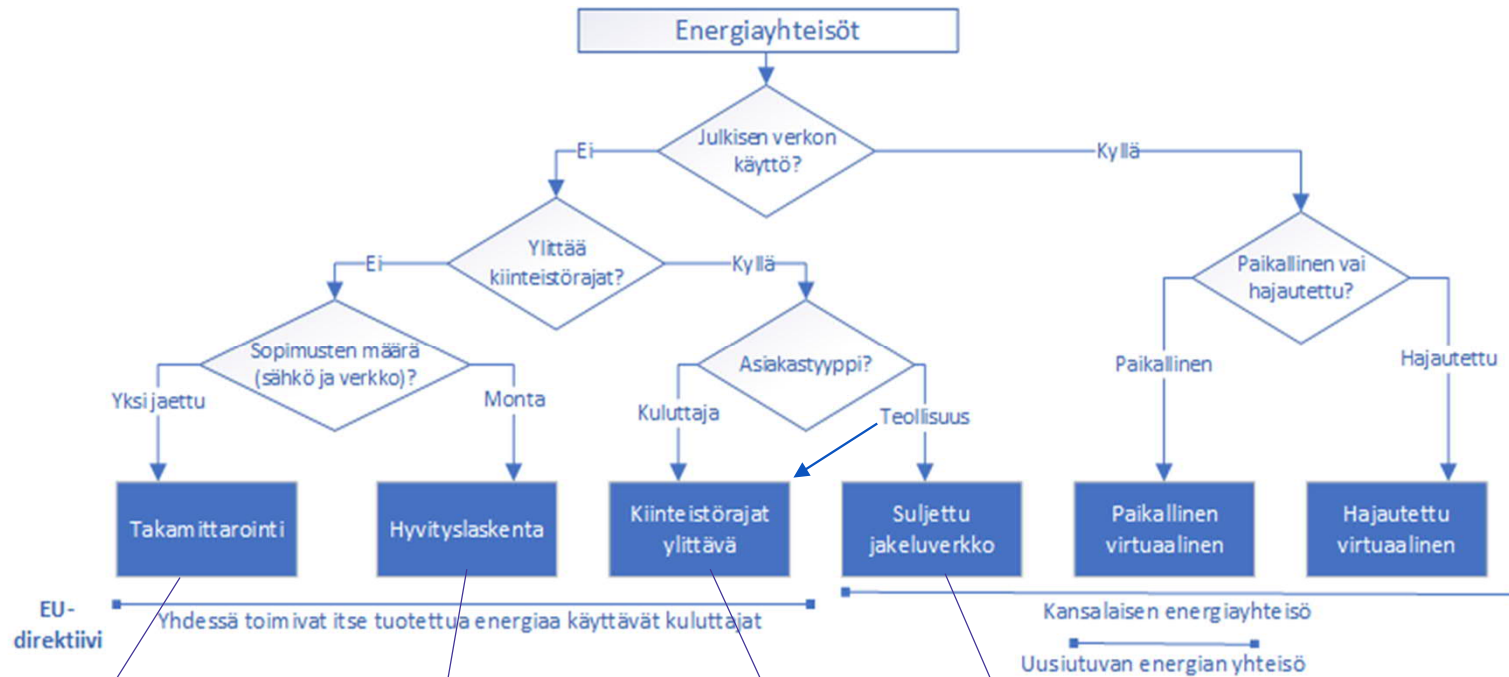 Energiayhteisöt
Julkisen verkon
käyttö?
Ei
Kyllä
Ylittää
kiinteistörajat?
Paikallinen vai
hajautettu?
Ei
Kyllä
Sopimusten määrä
(sähkö ja verkko)?
Asiakastyyppi?
Paikallinen
Hajautettu
Yksi jaettu
Monta
Kuluttaja
Teollisuus
Takamittarointi
Hyvityslaskenta
Kiinteistörajat
ylittävä
Suljettu
jakeluverkko
Paikallinen
virtuaalinen
Hajautettu
virtuaalinen
EU-
direktiivi
Yhdessä toimivat itse tuotettua energiaa käyttävät kuluttajat
Kansalaisen energiayhteisö
Uusiutuvan energian yhteisö